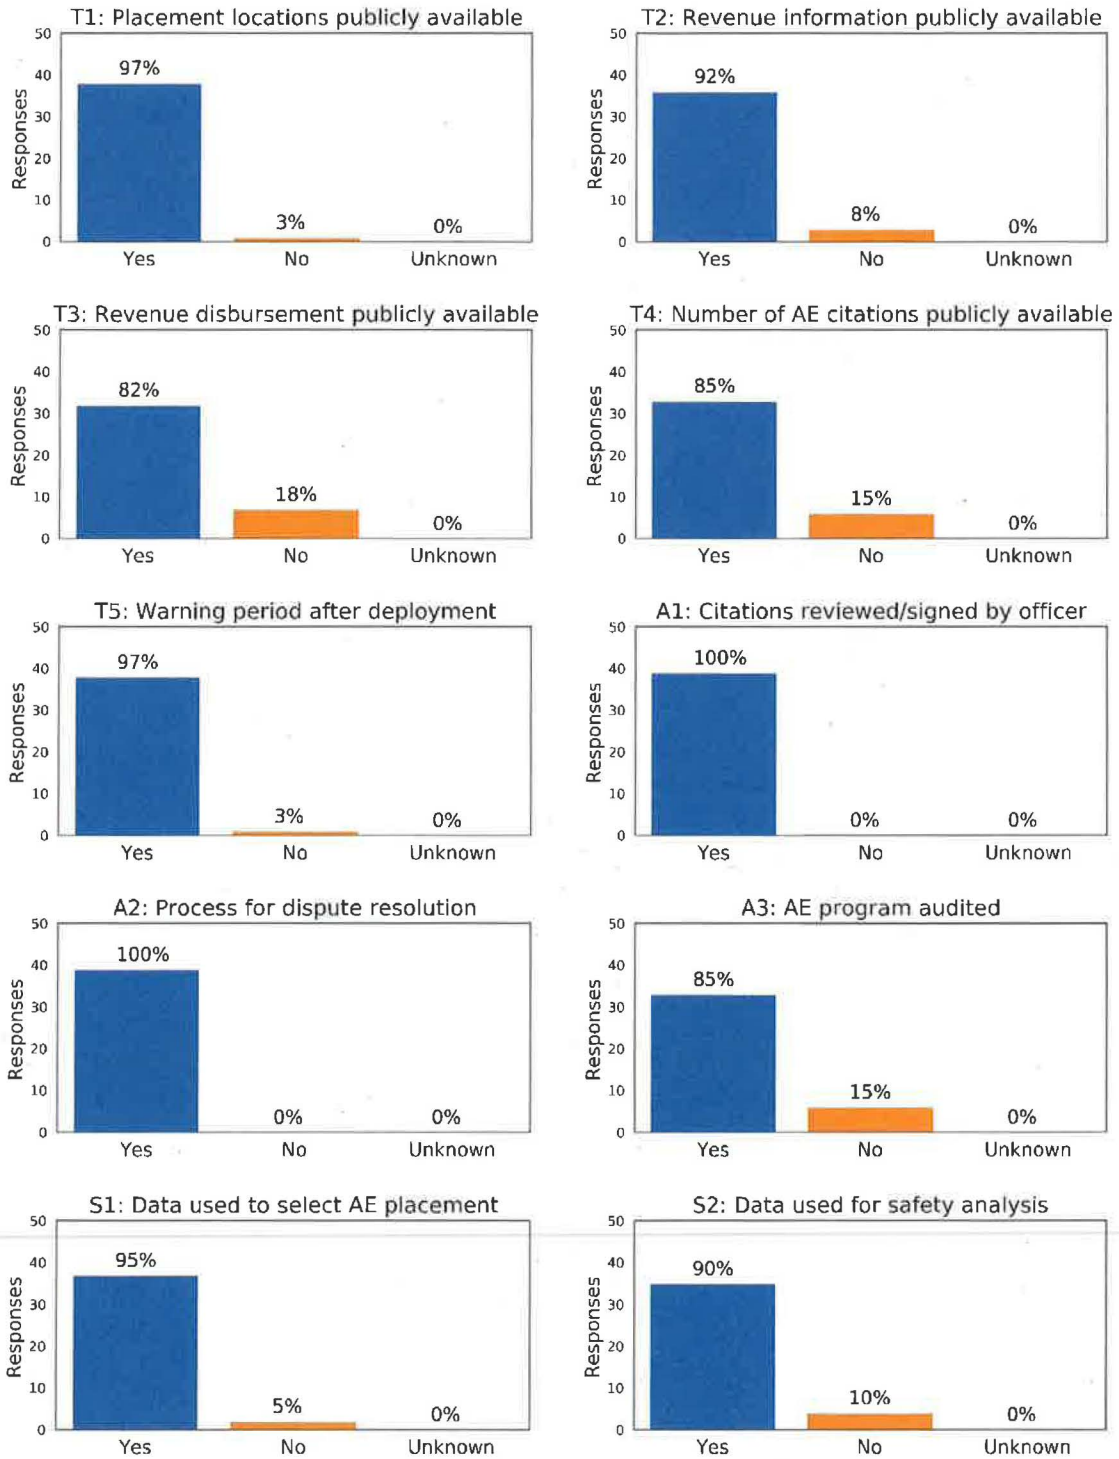 T1: Placement locations publicly available
50
40
30
20
10
0
Responses
97%
3%
0%
Yes
No
Unknown
T2: Revenue information publicly available
50
40
30
20
10
0
Responses
92%
8%
0%
Yes
No
Unknown
T3: Revenue disbursement publicly available
50
40
30
20
10
0
Responses
82%
18%
0%
Yes
No
Unknown
T4: Number of AE citations publicly available
50
40
30
20
10
0
Responses
85%
15%
0%
Yes
No
Unknown
T5: Warning period after deployment
50
40
30
20
10
0
Responses
97%
3%
0%
Yes
No
Unknown
A1: Citations reviewed/signed by officer
50
40
30
20
10
0
Responses
100%
0%
0%
Yes
No
Unknown
A2: Process for dispute resolution
50
40
30
20
10
0
Responses
100%
0%
0%
Yes
No
Unknown
A3: AE program audited
50
40
30
20
10
0
Responses
85%
15%
0%
Yes
No
Unknown
S1: Data used to select AE placement
50
40
30
20
10
0
Responses
95%
5%
0%
Yes
No
Unknown
S2: Data used for safety analysis
50
40
30
20
10
0
Responses
90%
10%
0%
Yes
No
Unknown